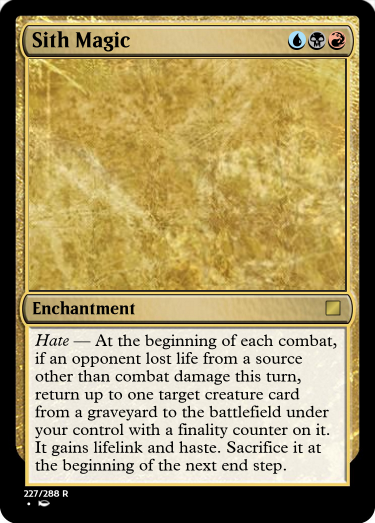 Sith Magic
Enchantment
Hate — At the beginning of each combat,
if an opponent lost life from a source
other than combat damage this turn,
return up to one target creature card
from a graveyard to the battlefield under
your control with a finality counter on it.
It gains lifelink and haste. Sacrifice it at
the beginning of the next end step.
227/288 R